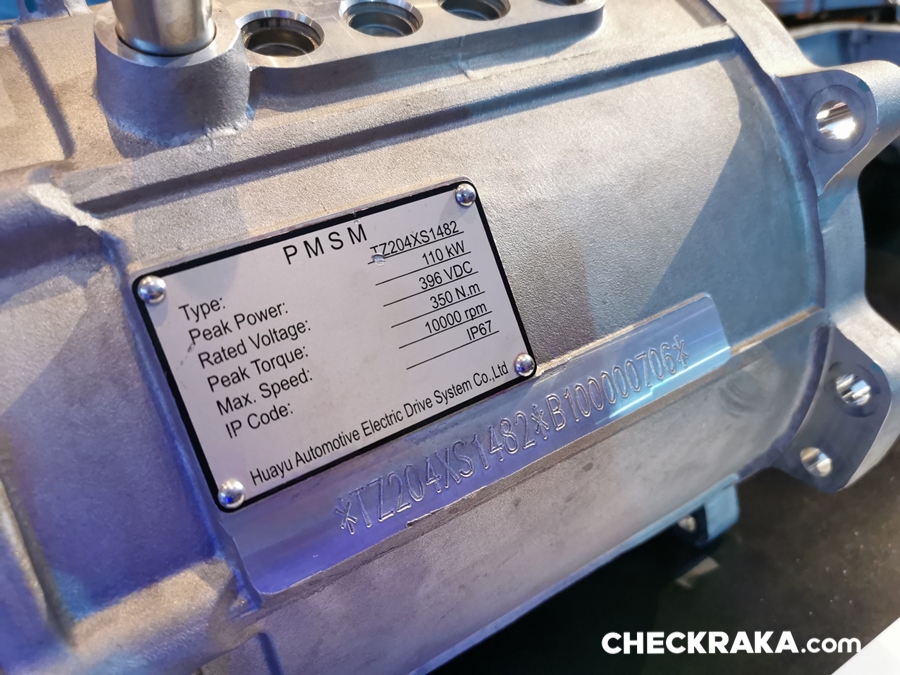 PMSM
Type: TZ204XS1482
Peak Power: 110 kW
Rated Voltage: 396 VDC
Peak Torque: 350 N.m
Max. Speed: 10000 rpm
IP Code: IP67
Huayu Automotive Electric Drive System Co.,Ltd
*TZ204XS1482*B100000706*
CHECKRAKA.com